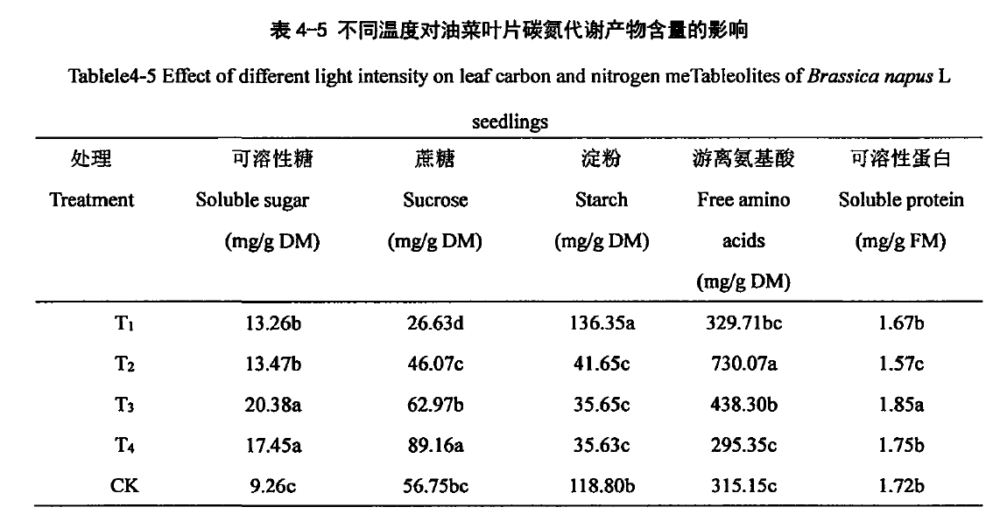 表 4-5 不同温度对油菜叶片碳氮代谢产物含量的影响
Tablele4-5 Effect of different light intensity on leaf carbon and nitrogen meTableolites of Brassica napus L
seedlings
处理 可溶性糖 蔗糖 淀粉 游离氨基酸 可溶性蛋白
Treatment Soluble sugar Sucrose Starch Free amino Soluble protein
(mg/g DM) (mg/g DM) (mg/g DM) acids (mg/g FM)
(mg/g DM)
T1 13.26b 26.63d 136.35a 329.71bc 1.67b
T2 13.47b 46.07c 41.65c 730.07a 1.57c
T3 20.38a 62.97b 35.65c 438.30b 1.85a
T4 17.45a 89.16a 35.63c 295.35c 1.75b
CK 9.26c 56.75bc 118.80b 315.15c 1.72b